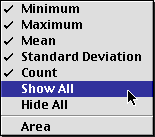 Minimum
Maximum
Mean
Standard Deviation
Count
Show All
Hide All
Area